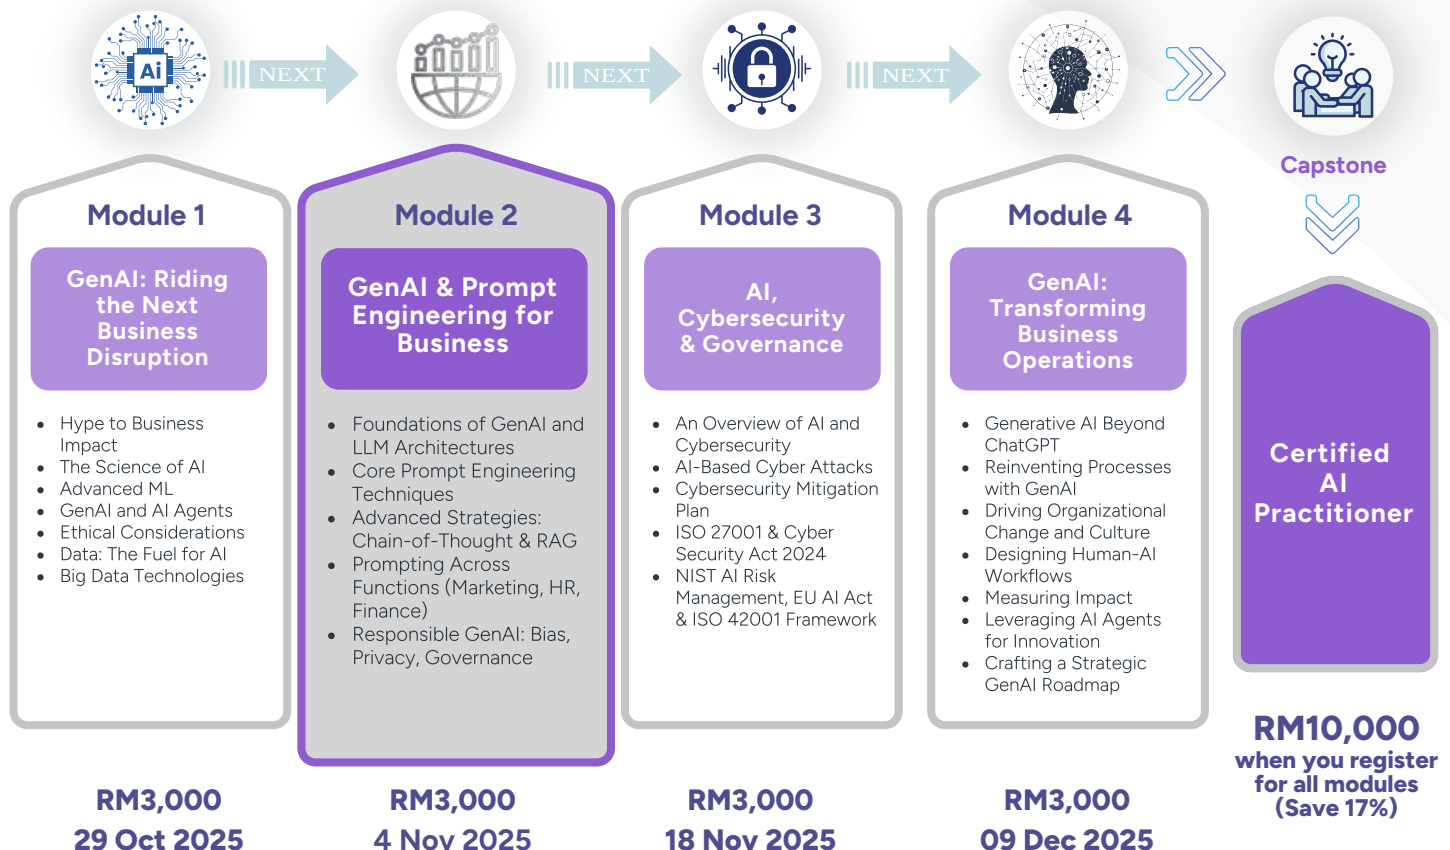 Ai
NEXT
NEXT
NEXT
Capstone
Module 1
GenAI: Riding
the Next
Business
Disruption
• Hype to Business
Impact
• The Science of AI
• Advanced ML
• GenAI and AI Agents
• Ethical Considerations
• Data: The Fuel for AI
• Big Data Technologies
RM3,000
29 Oct 2025
Module 2
GenAI & Prompt
Engineering for
Business
• Foundations of GenAI and
LLM Architectures
• Core Prompt Engineering
Techniques
• Advanced Strategies:
Chain-of-Thought & RAG
• Prompting Across
Functions (Marketing, HR,
Finance)
• Responsible GenAI: Bias,
Privacy, Governance
RM3,000
4 Nov 2025
Module 3
AI,
Cybersecurity
& Governance
• An Overview of AI and
Cybersecurity
• AI-Based Cyber Attacks
• Cybersecurity Mitigation
Plan
• ISO 27001 & Cyber
Security Act 2024
• NIST AI Risk
Management, EU AI Act
& ISO 42001 Framework
RM3,000
18 Nov 2025
Module 4
GenAI:
Transforming
Business
Operations
• Generative AI Beyond
ChatGPT
• Reinventing Processes
with GenAI
• Driving Organizational
Change and Culture
• Designing Human-AI
Workflows
• Measuring Impact
• Leveraging AI Agents
for Innovation
• Crafting a Strategic
GenAI Roadmap
RM3,000
09 Dec 2025
Certified
AI
Practitioner
RM10,000
when you register
for all modules
(Save 17%)